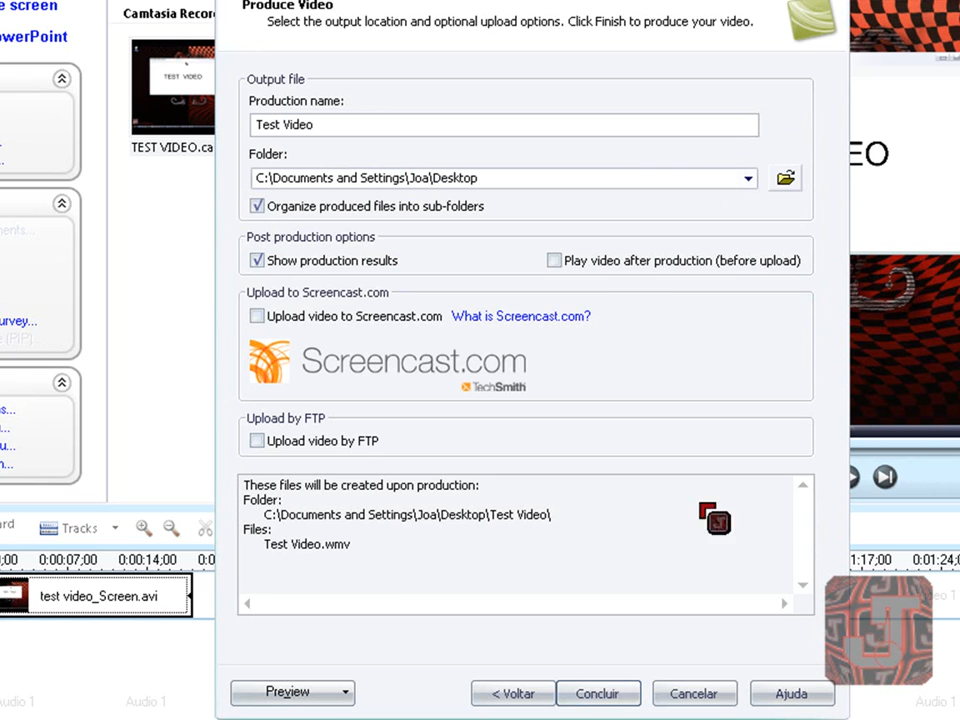 e screen
owerPoint
Camtasia Recor
TEST VIDEO
TEST VIDEO.ca
urvey...
e (PiP)..
Produce Video
Select the output location and optional upload options. Click Finish to produce your video.
Output file
Production name:
Test Video
Folder:
C:\Documents and Settings\Joa\Desktop
Organize produced files into sub-folders
Post production options
Show production results
Play video after production (before upload)
Upload to Screencast.com
Upload video to Screencast.com What is Screencast.com?
Screencast.com
TechSmith
Upload by FTP
Upload video by FTP
These files will be created upon production:
Folder:
C:\Documents and Settings\Joa\Desktop\Test Video\
Files:
Test Video.wmv
Preview
< Voltar
Concluir
Cancelar
Ajuda
EO
ard
Tracks
:00 0:00:07;00 0:00:14;00 0:0
1:17;00 0:01:24;0
test video_Screen.avi
Audio 1
Audio 1
Audio 1